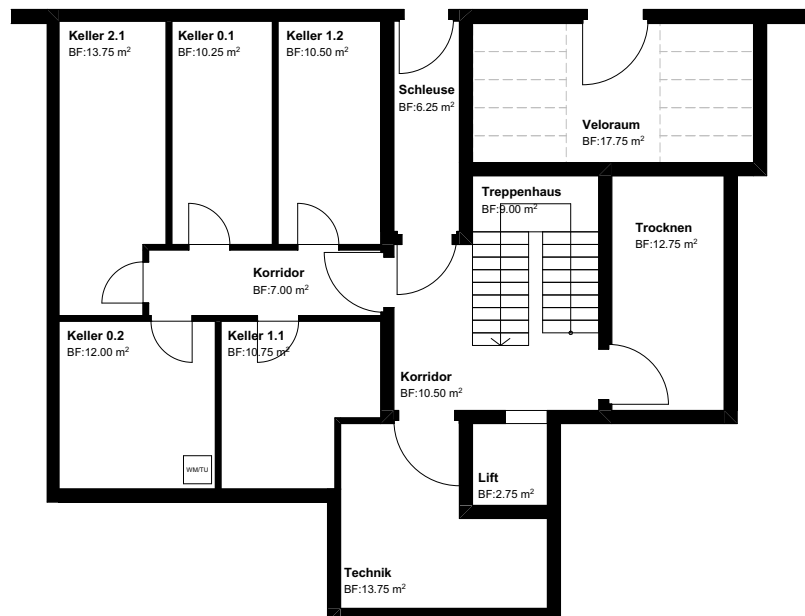 Keller 2.1
BF:13.75 m²
Keller 0.1
BF:10.25 m²
Keller 1.2
BF:10.50 m²
Schleuse
BF:6.25 m²
Veloraum
BF:17.75 m²
Treppenhaus
BF:9.00 m²
Trocknen
BF:12.75 m²
Korridor
BF:7.00 m²
Keller 0.2
BF:12.00 m²
Keller 1.1
BF:10.75 m²
Korridor
BF:10.50 m²
WM/TU
Lift
BF:2.75 m²
Technik
BF:13.75 m²